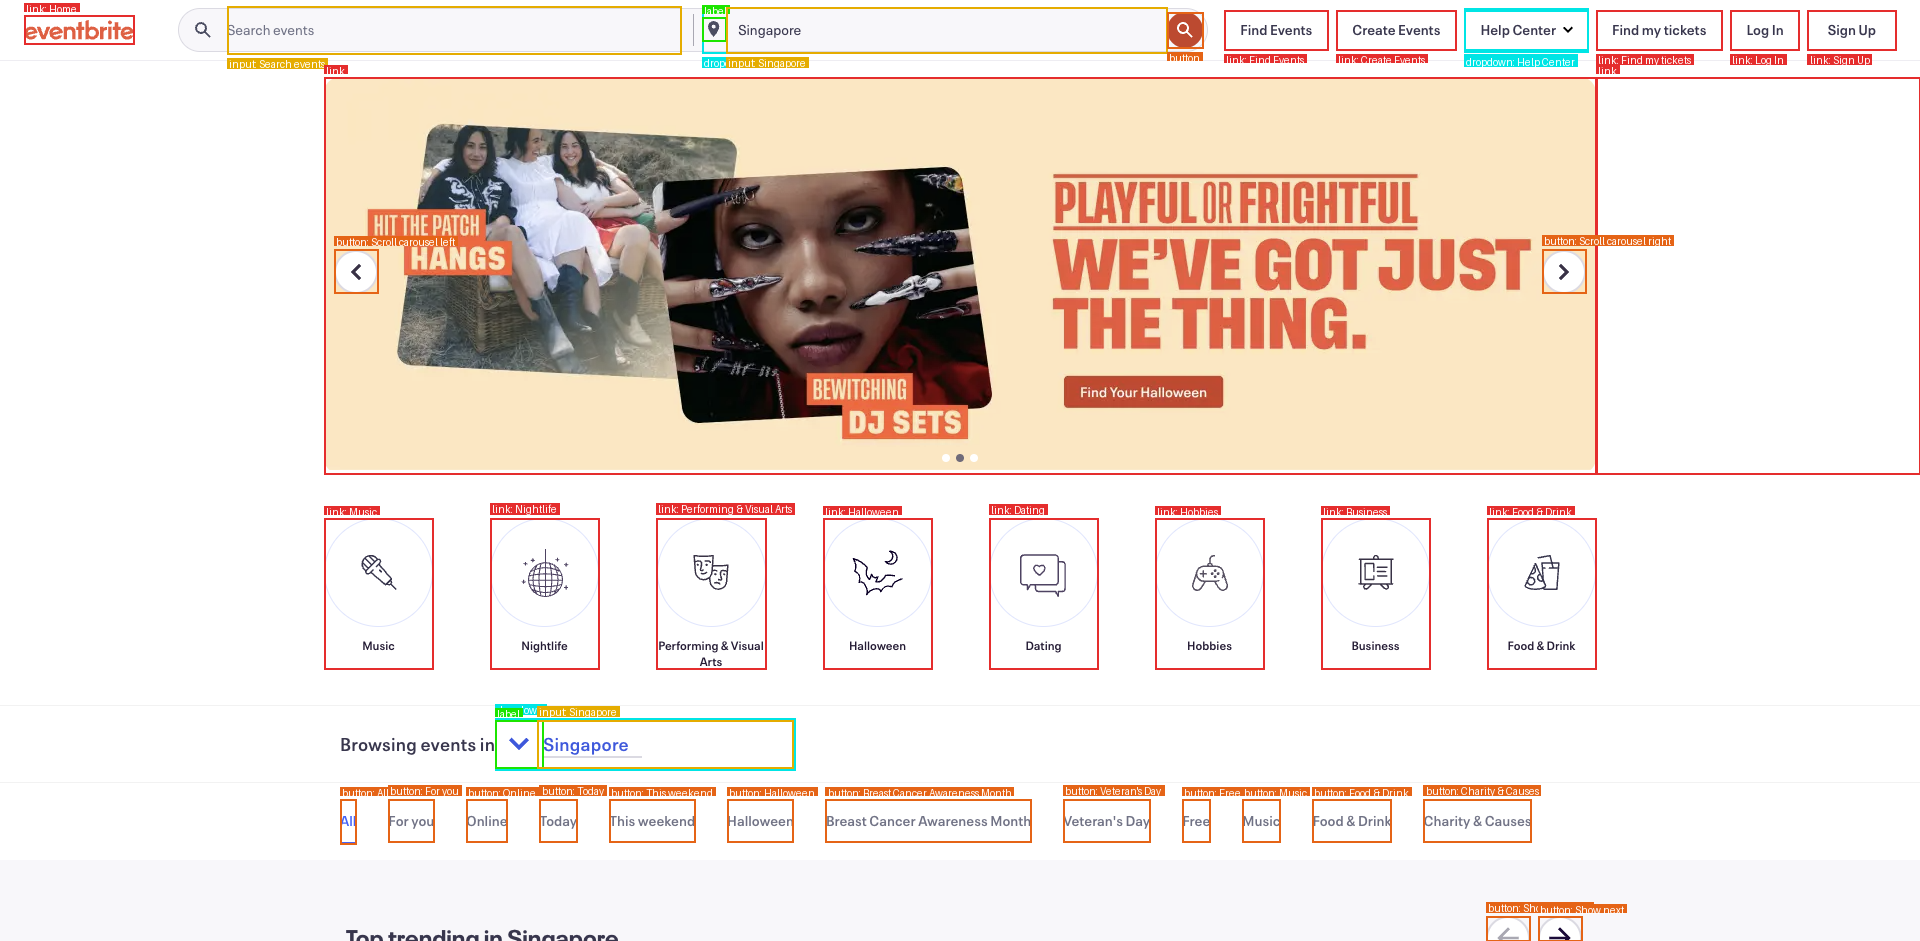 link: Home
eventbrite
Search events
input: Search events
label
Singapore
input: Singapore
button
Find Events
link: Find Events
Create Events
link: Create Events
Help Center
dropdown: Help Center
Find my tickets
link: Find my tickets
Log In
link: Log In
Sign Up
link: Sign Up
link
link
HIT THE PATCH
HANGS
button: Scroll carousel left
BEWITCHING
DJ SETS
PLAYFUL OR FRIGHTFUL
WE'VE GOT JUST
THE THING.
Find Your Halloween
button: Scroll carousel right
link: Music
link: Nightlife
link: Performing & Visual Arts
link: Halloween
link: Dating
link: Hobbies
link: Business
link: Food & Drink
Music
Nightlife
Performing & Visual
Arts
Halloween
Dating
Hobbies
Business
Food & Drink
label
input: Singapore
Browsing events in
Singapore
button: All
button: For you
button: Online
button: Today
button: This weekend
button: Halloween
button: Breast Cancer Awareness Month
button: Veteran's Day
button: Free
button: Music
button: Food & Drink
button: Charity & Causes
All
For you
Online
Today
This weekend
Halloween
Breast Cancer Awareness Month
Veteran's Day
Free
Music
Food & Drink
Charity & Causes
button: Show next
Top trending in Singapore